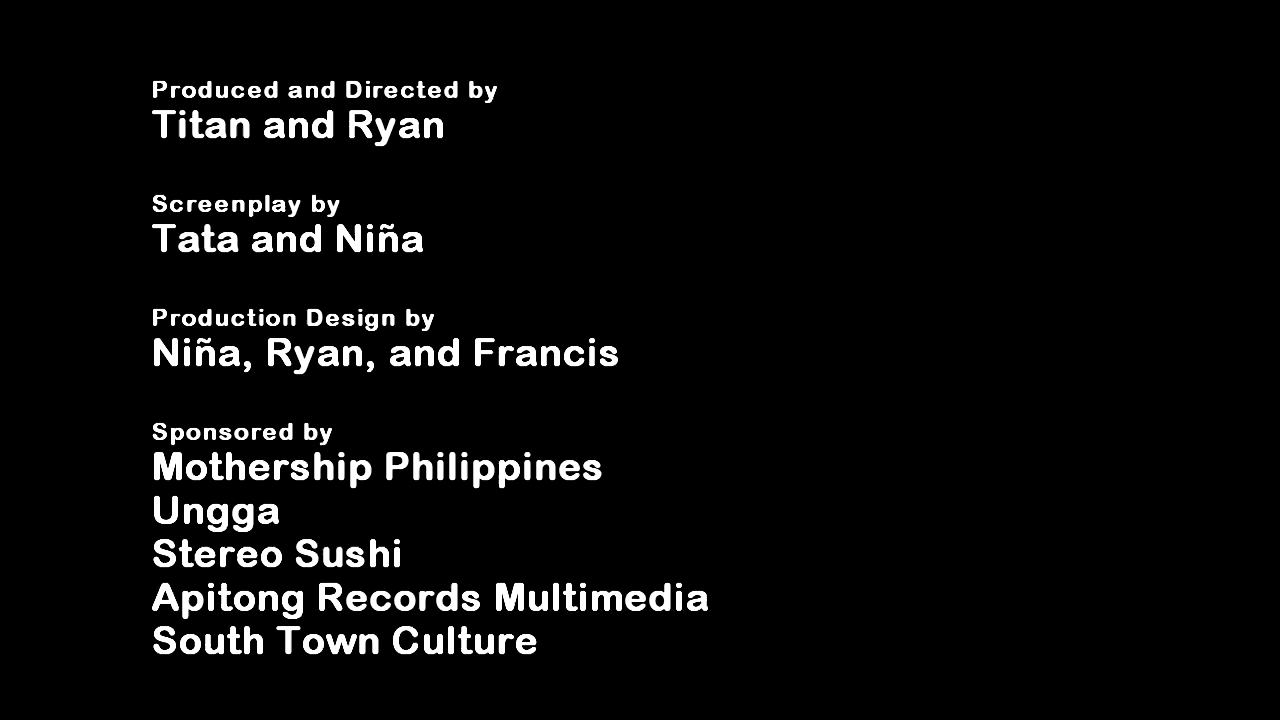 Produced and Directed by
Titan and Ryan
Screenplay by
Tata and Niña
Production Design by
Niña, Ryan, and Francis
Sponsored by
Mothership Philippines
Ungga
Stereo Sushi
Apitong Records Multimedia
South Town Culture